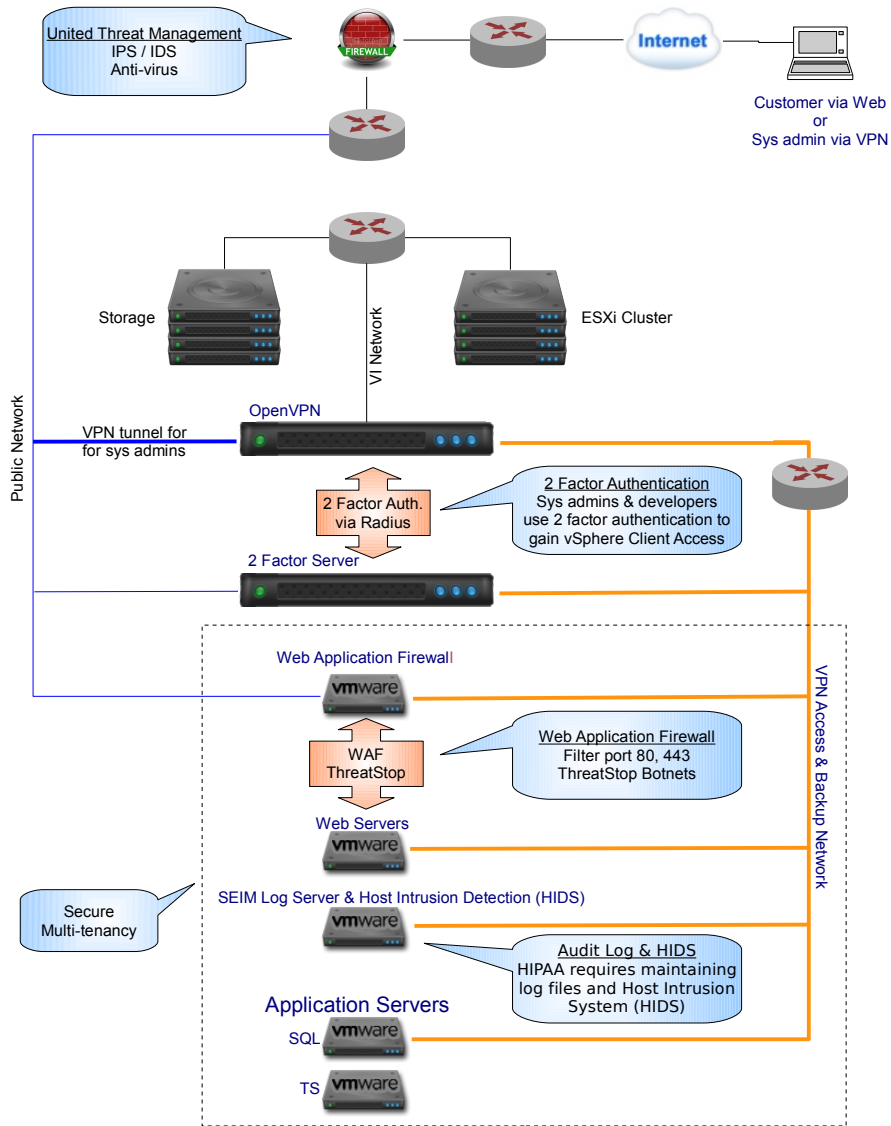 United Threat Management
IPS / IDS
Anti-virus
FIREWALL
Internet
Customer via Web
or
Sys admin via VPN
Storage
ESXi Cluster
VI Network
Public Network
OpenVPN
VPN tunnel for
for sys admins
2 Factor Auth.
via Radius
2 Factor Authentication
Sys admins & developers
use 2 factor authentication to
gain vSphere Client Access
2 Factor Server
Web Application Firewall
vmware
WAF
ThreatStop
Web Application Firewall
Filter port 80, 443
ThreatStop Botnets
VPN Access & Backup Network
Web Servers
vmware
Secure
Multi-tenancy
SEIM Log Server & Host Intrusion Detection (HIDS)
vmware
Audit Log & HIDS
HIPAA requires maintaining
log files and Host Intrusion
System (HIDS)
Application Servers
SQL
vmware
TS
vmware